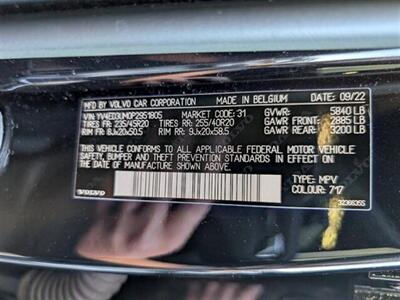 MFD BY VOLVO CAR CORPORATION MADE IN BELGIUM DATE: 09/22
VIN: YV4ED3UM0P2951805 MARKET CODE: 31 GVWR: 5840 LB
TIRES FR: 235/45R20 TIRES RR: 255/40R20 GAWR FRONT: 2885 LB
RIM FR: 8Jx20x50.5 RIM RR: 9Jx20x58.5 GAWR REAR: 3200 LB
THIS VEHICLE CONFORMS TO ALL APPLICABLE FEDERAL MOTOR VEHICLE
SAFETY, BUMPER, AND THEFT PREVENTION STANDARDS IN EFFECT ON
THE DATE OF MANUFACTURE SHOWN ABOVE.
TYPE: MPV
COLOUR: 717
VOLVO
32366355